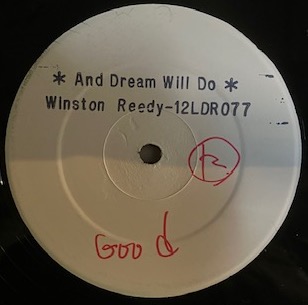 * And Dream Will Do *
Winston Reedy-12LDR077
Good